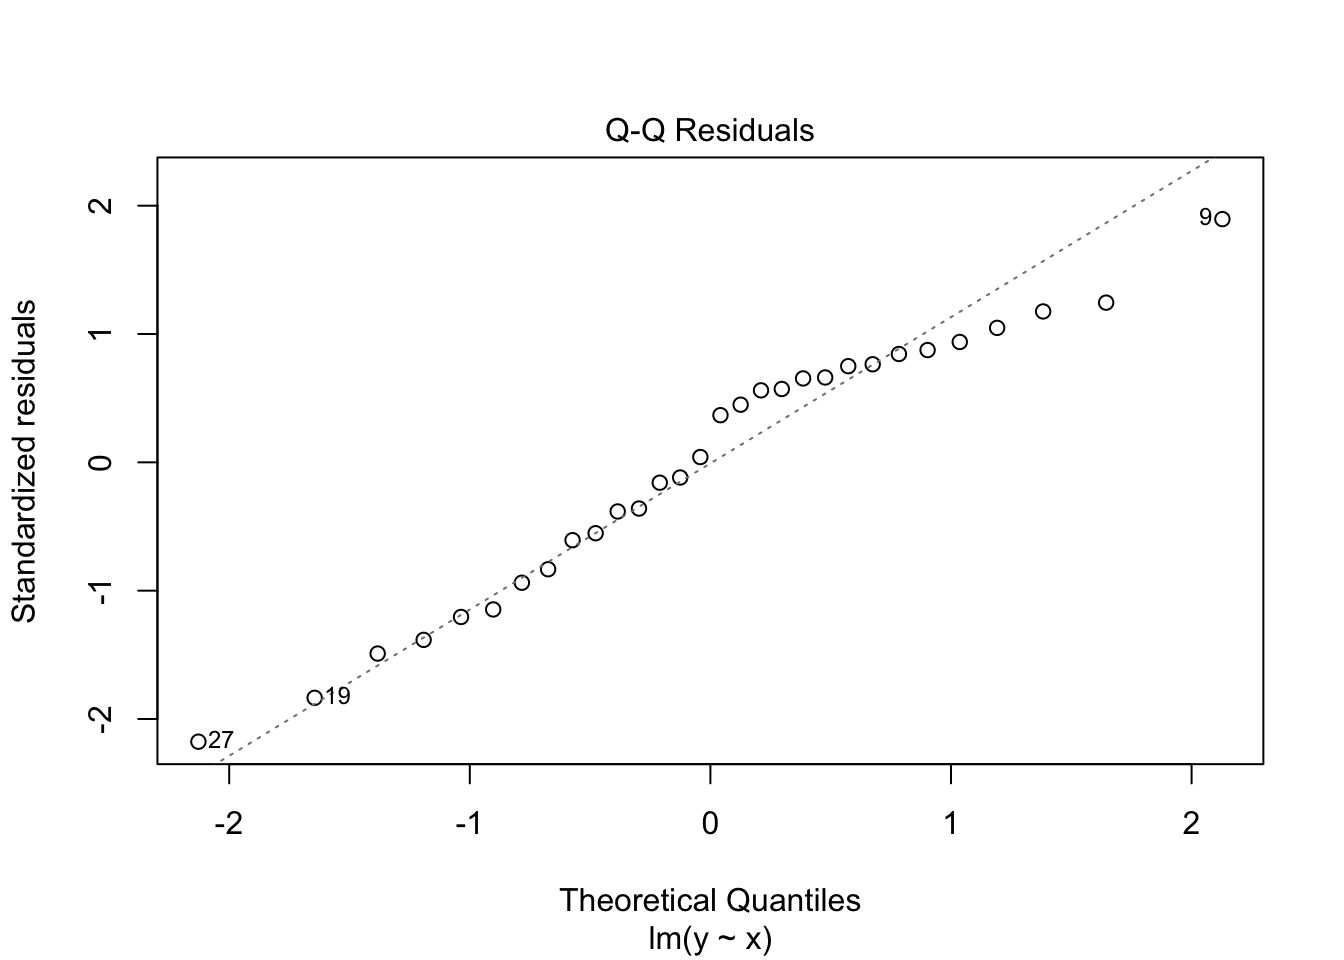 Q-Q Residuals
Standardized residuals
2
1
0
-1
-2
9
19
27
-2 -1 0 1 2
Theoretical Quantiles
lm(y ~ x)